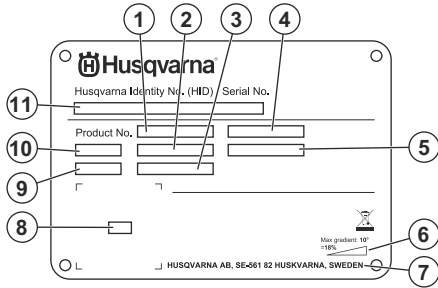 1 2 3 4
Husqvarna®
Husqvarna Identity No. (HID) Serial No.
11
Product No.
10
5
9
8
Max gradient: 10°
=18%
6
HUSQVARNA AB, SE-561 82 HUSKVARNA, SWEDEN
7